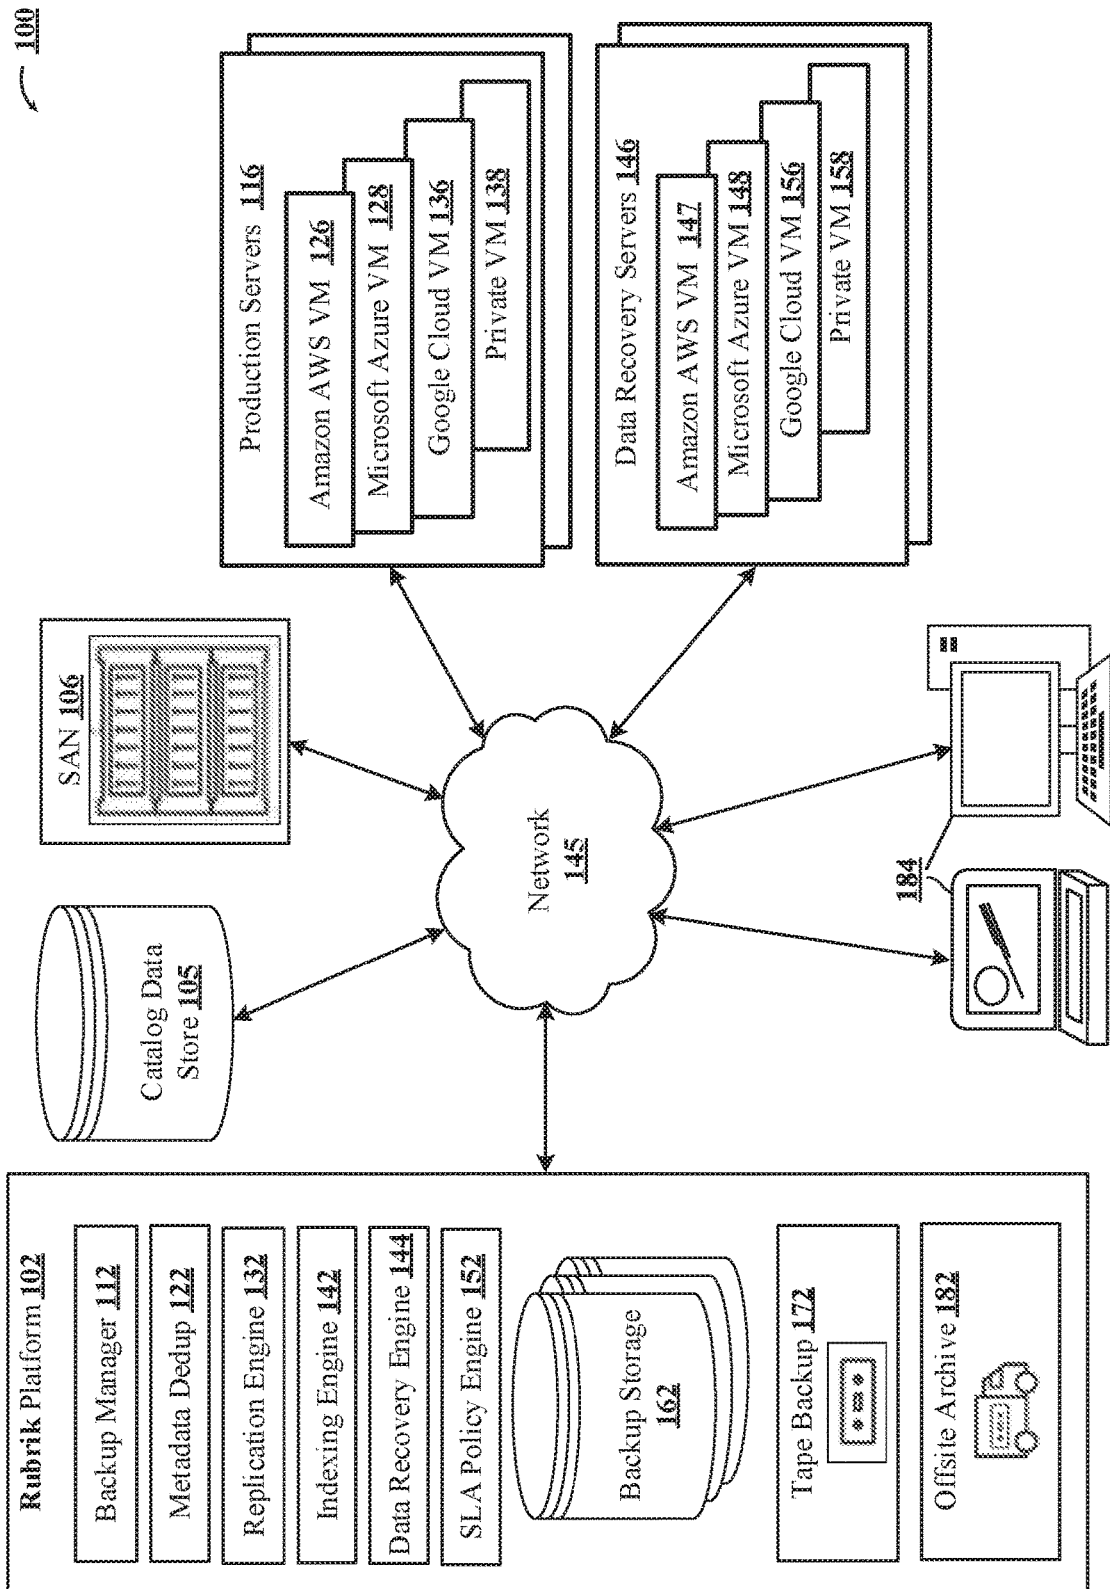 100
Rubrik Platform 102
Backup Manager 112
Metadata Dedup 122
Replication Engine 132
Indexing Engine 142
Data Recovery Engine 144
SLA Policy Engine 152
Backup Storage
162
Tape Backup 172
Offsite Archive 182
Catalog Data
Store 105
SAN 106
Network
145
184
Production Servers 116
Amazon AWS VM 126
Microsoft Azure VM 128
Google Cloud VM 136
Private VM 138
Data Recovery Servers 146
Amazon AWS VM 147
Microsoft Azure VM 148
Google Cloud VM 156
Private VM 158